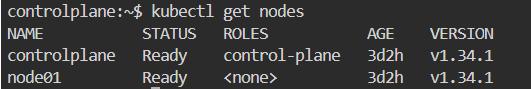 controlplane:~$ kubectl get nodes
NAME           STATUS   ROLES           AGE    VERSION
controlplane   Ready    control-plane   3d2h   v1.34.1
node01         Ready    <none>          3d2h   v1.34.1